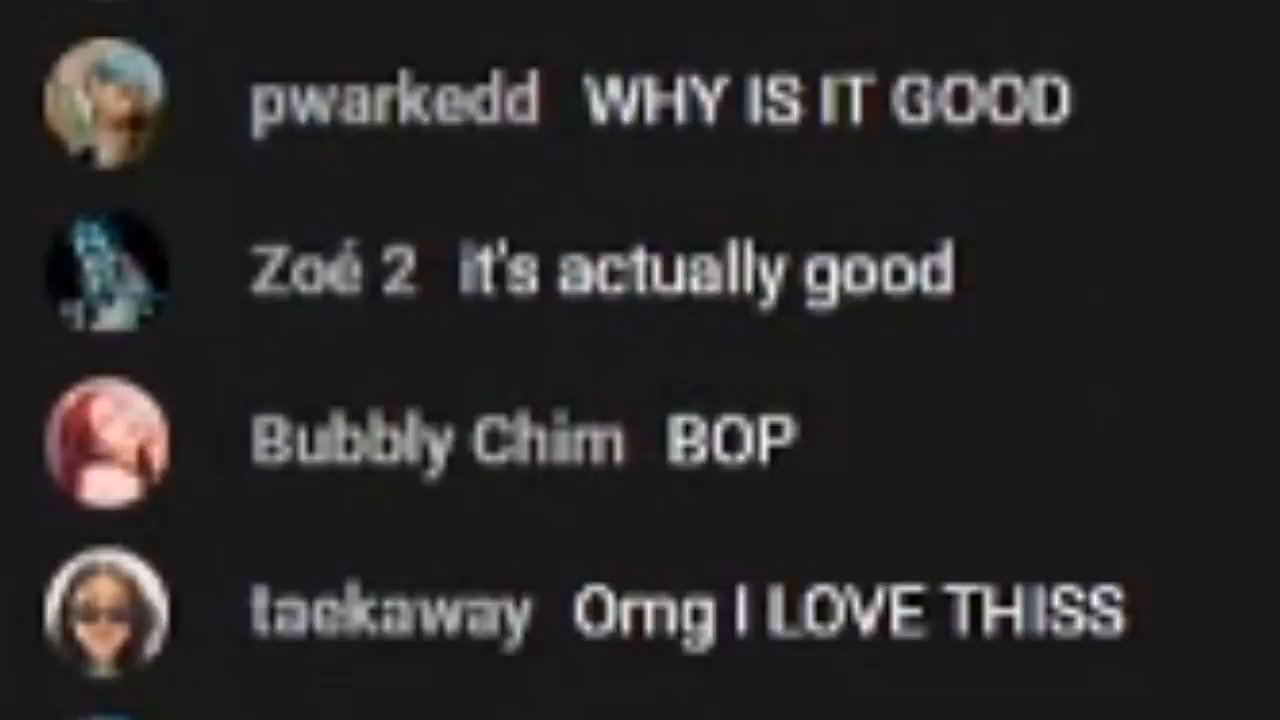 pwarkedd WHY IS IT GOOD
Zoé 2 it's actually good
Bubbly Chim BOP
taekaway Omg I LOVE THISS